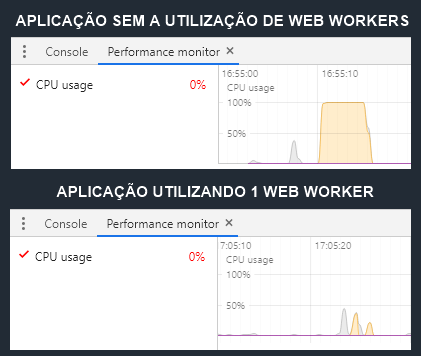 APLICAÇÃO SEM A UTILIZAÇÃO DE WEB WORKERS
Console Performance monitor ×
CPU usage 0%
16:55:00 16:55:10
CPU usage
100%
50%
APLICAÇÃO UTILIZANDO 1 WEB WORKER
Console Performance monitor ×
CPU usage 0%
7:05:10 17:05:20
CPU usage
100%
50%